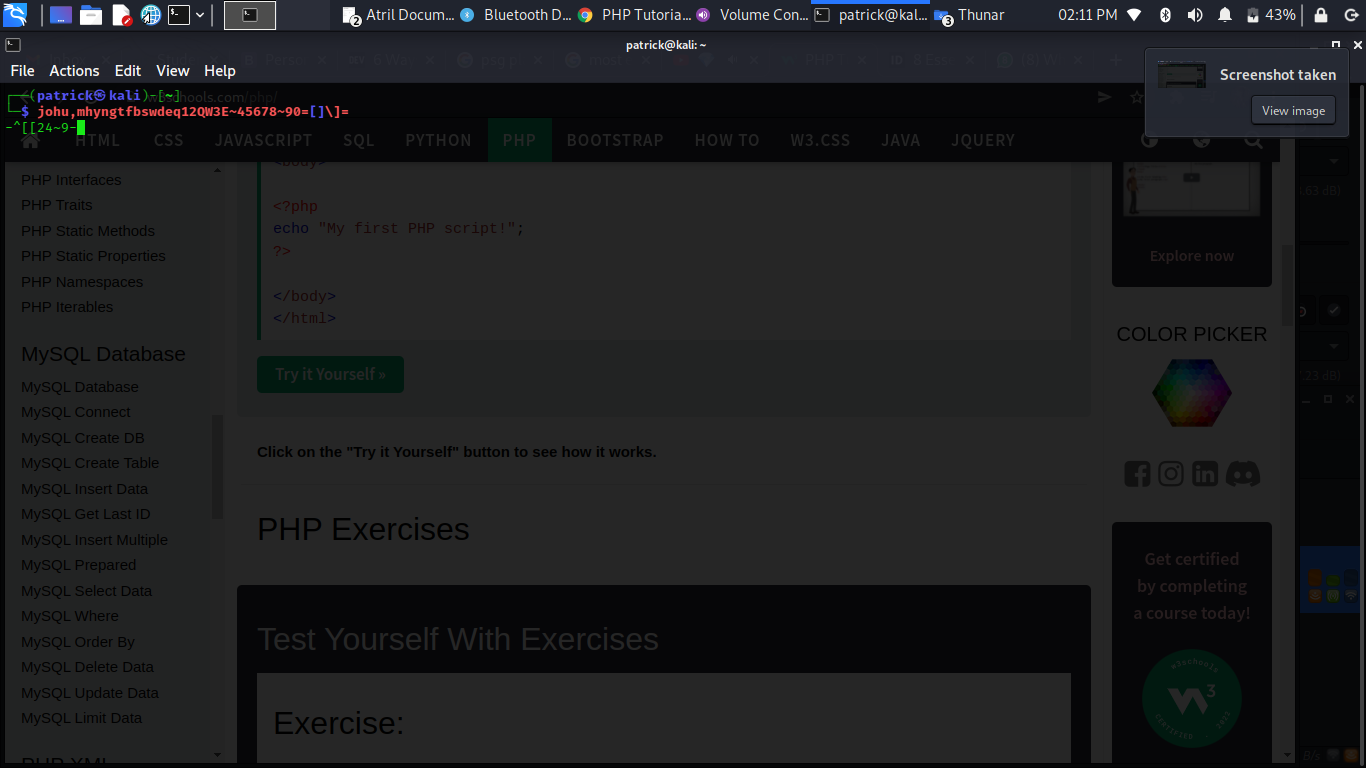 Atril Docum...
Bluetooth D...
PHP Tutoria...
Volume Con...
patrick@kal...
Thunar
02:11 PM
43%
2
3
patrick@kali: ~
File Actions Edit View Help
Screenshot taken
View image
┌──(patrick㉿kali)-[~]
└─$ johu,mhyngtfbswdeq12QW3E~45678~90=[]\]=
-^[[24~9-
HTML CSS JAVASCRIPT SQL PYTHON PHP BOOTSTRAP HOW TO W3.CSS JAVA JQUERY
PHP Interfaces
PHP Traits
PHP Static Methods
PHP Static Properties
PHP Namespaces
PHP Iterables
MySQL Database
MySQL Database
MySQL Connect
MySQL Create DB
MySQL Create Table
MySQL Insert Data
MySQL Get Last ID
MySQL Insert Multiple
MySQL Prepared
MySQL Select Data
MySQL Where
MySQL Order By
MySQL Delete Data
MySQL Update Data
MySQL Limit Data
PHP XML
<body>
<?php
echo "My first PHP script!";
?>
</body>
</html>
Try it Yourself »
Click on the "Try it Yourself" button to see how it works.
PHP Exercises
Test Yourself With Exercises
Exercise:
Explore now
COLOR PICKER
Get certified
by completing
a course today!